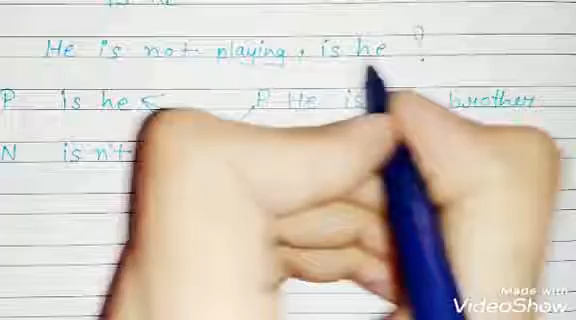 He is not playing, is he ?
P is he P He is brother
N is n't
Made with
VideoShow